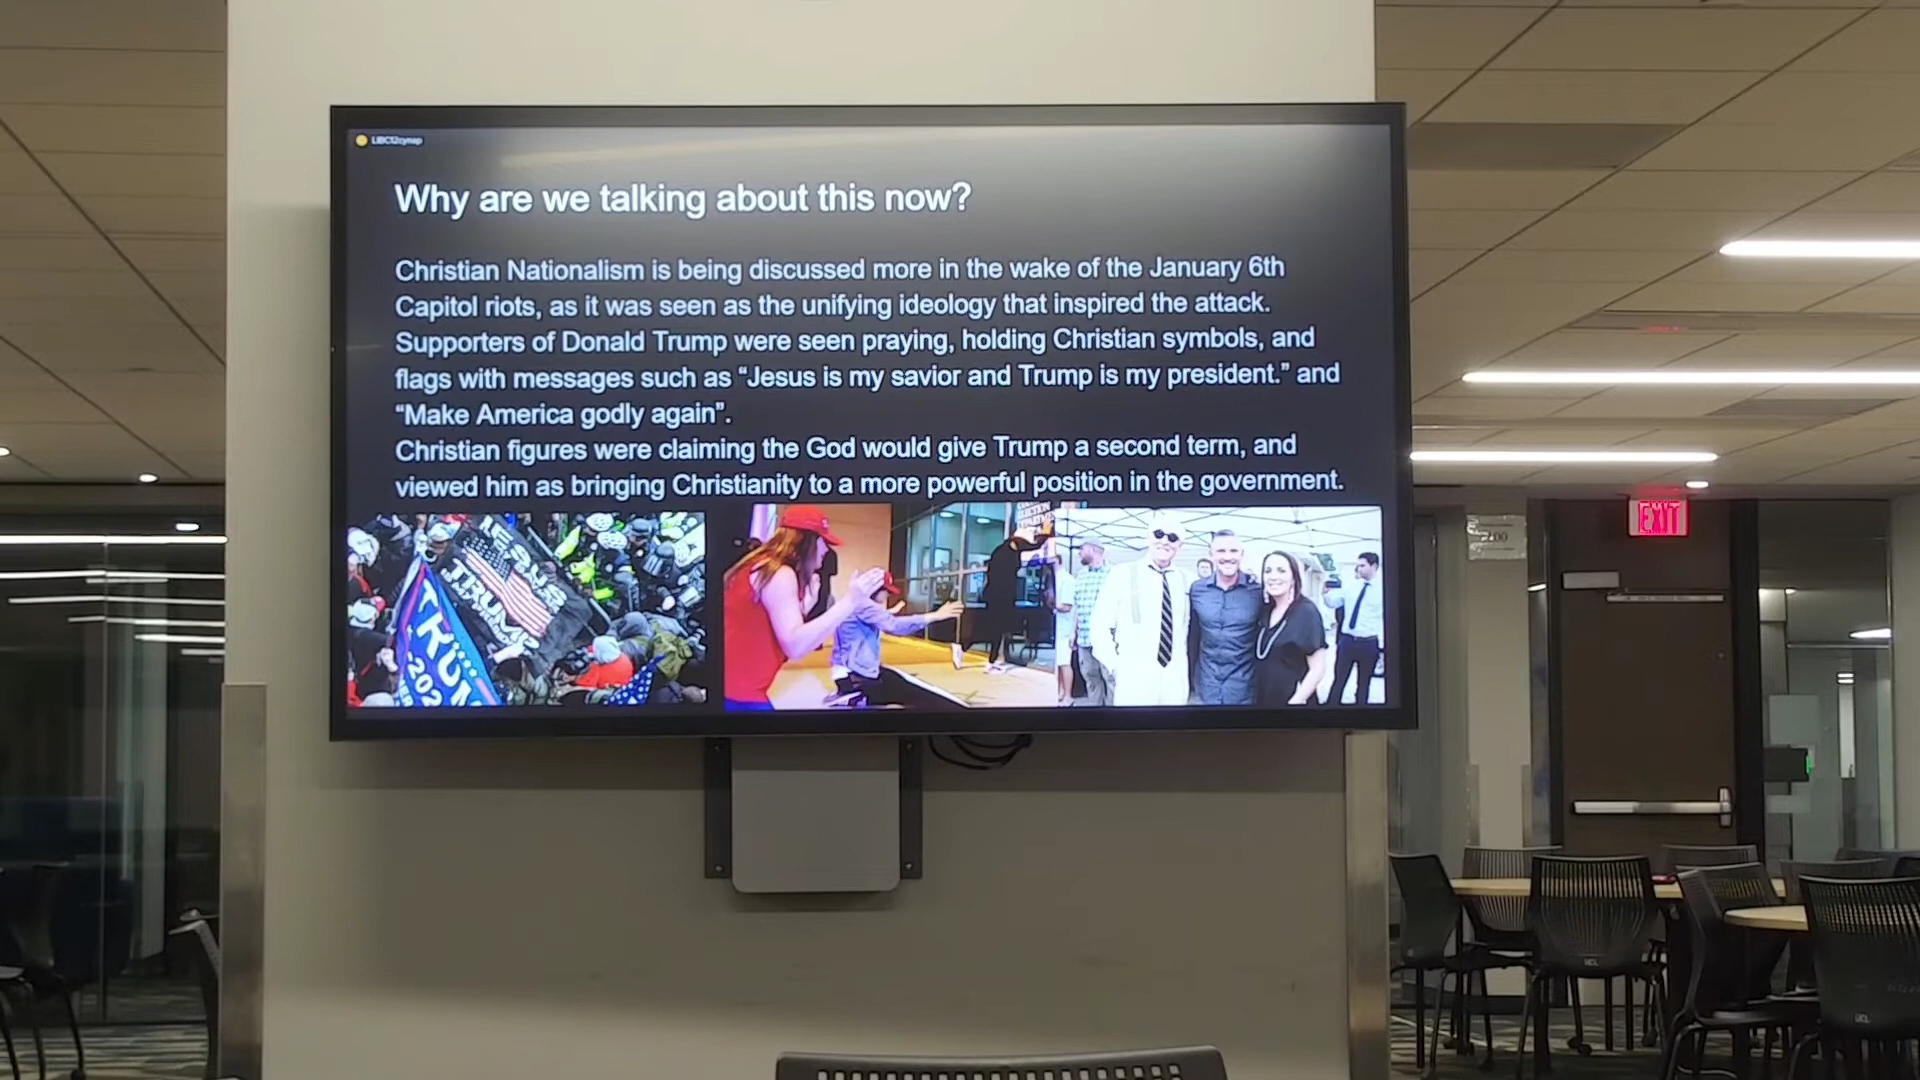 Why are we talking about this now?
Christian Nationalism is being discussed more in the wake of the January 6th
Capitol riots, as it was seen as the unifying ideology that inspired the attack.
Supporters of Donald Trump were seen praying, holding Christian symbols, and
flags with messages such as “Jesus is my savior and Trump is my president.” and
“Make America godly again”.
Christian figures were claiming the God would give Trump a second term, and
viewed him as bringing Christianity to a more powerful position in the government.
JESUS
TRUMP
TRUMP
202
ELECTION
EXIT